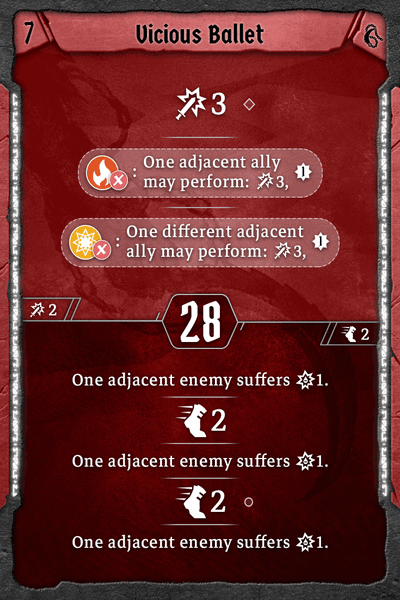 7
Vicious Ballet
3
: One adjacent ally
may perform: 3,
: One different adjacent
ally may perform: 3,
2
28
2
One adjacent enemy suffers 1.
2
One adjacent enemy suffers 1.
2
One adjacent enemy suffers 1.